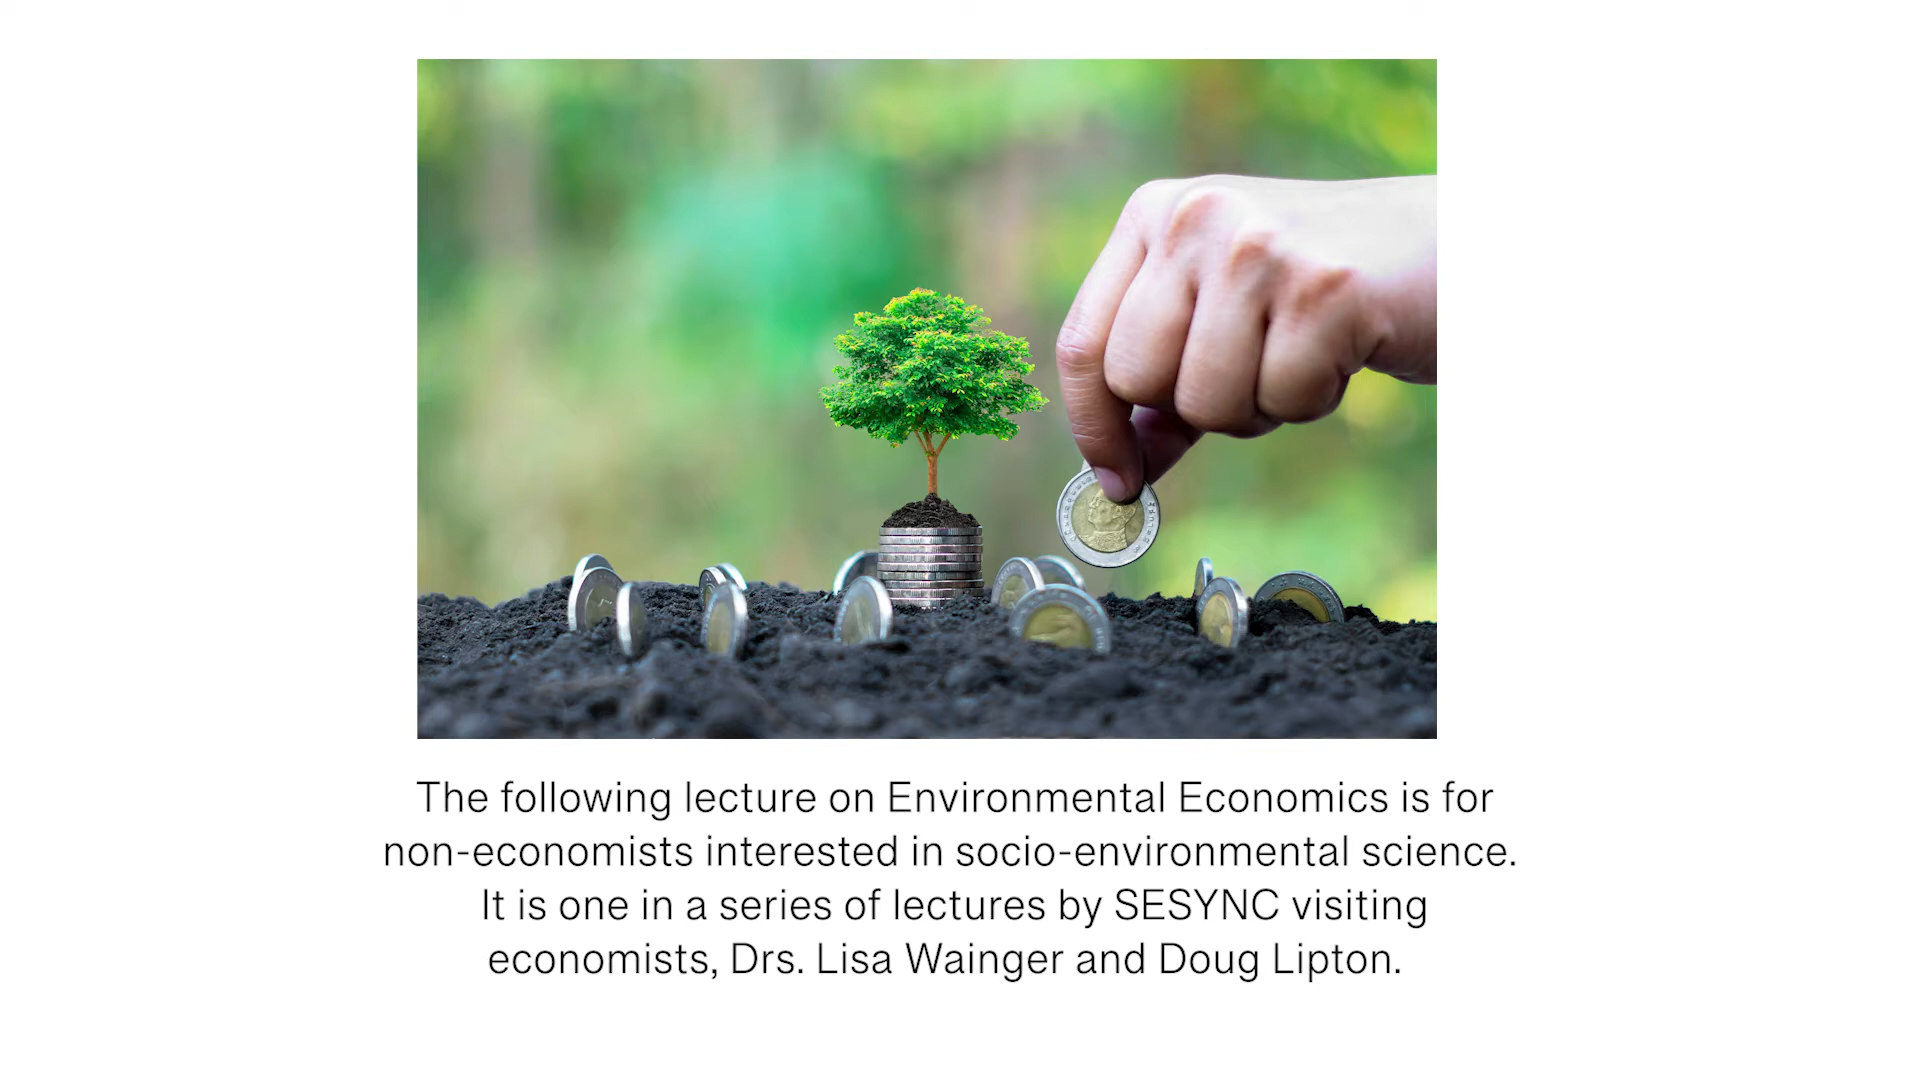 The following lecture on Environmental Economics is for
non-economists interested in socio-environmental science.
It is one in a series of lectures by SESYNC visiting
economists, Drs. Lisa Wainger and Doug Lipton.